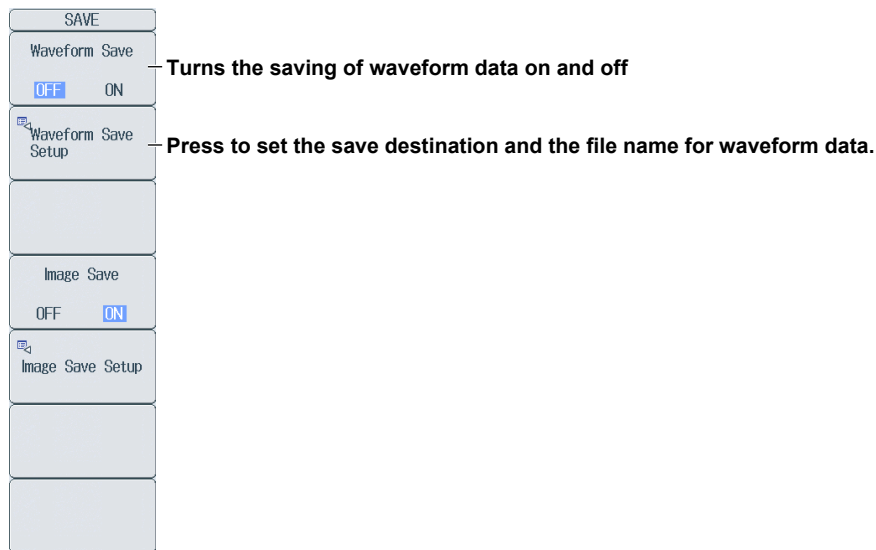 SAVE
Waveform Save
OFF ON
Turns the saving of waveform data on and off
Waveform Save
Setup
Press to set the save destination and the file name for waveform data.
Image Save
OFF ON
Image Save Setup